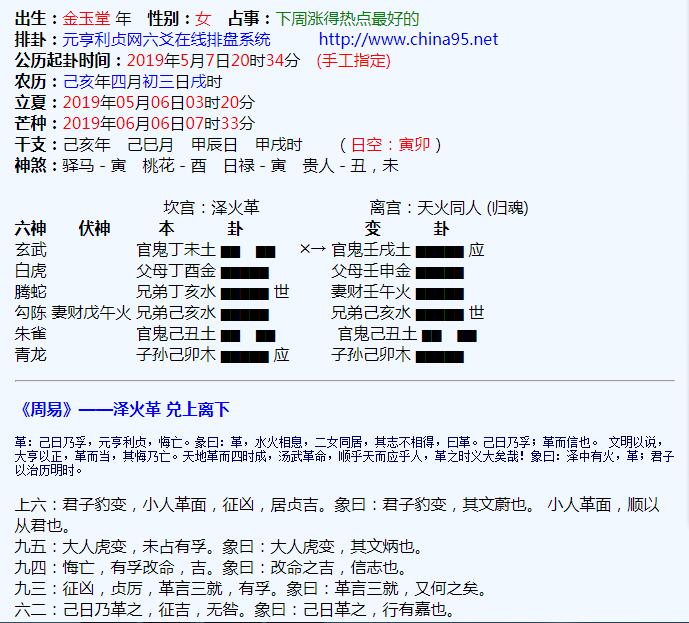 出生：金玉堂 年 性别：女 占事：下周涨得热点最好的
排卦：元亨利贞网六爻在线排盘系统 http://www.china95.net
公历起卦时间：2019年5月7日20时34分 (手工指定)
农历：己亥年四月初三日戌时
立夏：2019年05月06日03时20分
芒种：2019年06月06日07时33分
干支：己亥年 己巳月 甲辰日 甲戌时 （ 日空：寅卯 ）
神煞：驿马－寅 桃花－酉 日禄－寅 贵人－丑，未
坎宫：泽火革 离宫：天火同人 (归魂)
六神 伏神 本 卦 变 卦
玄武 官鬼丁未土 ×→ 官鬼壬戌土 应
白虎 父母丁酉金 父母壬申金
螣蛇 兄弟丁亥水 世 妻财壬午火
勾陈 妻财戊午火 兄弟己亥水 兄弟己亥水 世
朱雀 官鬼己丑土 官鬼己丑土
青龙 子孙己卯木 应 子孙己卯木
《周易》——泽火革 兑上离下
革：己日乃孚，元亨利贞，悔亡。彖曰：革，水火相息，二女同居，其志不相得，曰革。己日乃孚；革而信也。 文明以说，
大亨以正，革而当，其悔乃亡。天地革而四时成，汤武革命，顺乎天而应乎人，革之时义大矣哉！象曰：泽中有火，革；君子
以治历明时。
上六：君子豹变，小人革面，征凶，居贞吉。象曰：君子豹变，其文蔚也。 小人革面，顺以
从君也。
九五：大人虎变，未占有孚。象曰：大人虎变，其文炳也。
九四：悔亡，有孚改命，吉。象曰：改命之吉，信志也。
九三：征凶，贞厉，革言三就，有孚。象曰：革言三就，又何之矣。
六二：己日乃革之，征吉，无咎。象曰：己日革之，行有嘉也。